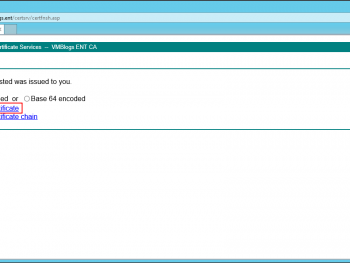 gs.ent/certsrv/certfnsh.asp
rtificate Services -- VMBlogs ENT CA
sted was issued to you.
ed or Base 64 encoded
ificate
tificate chain